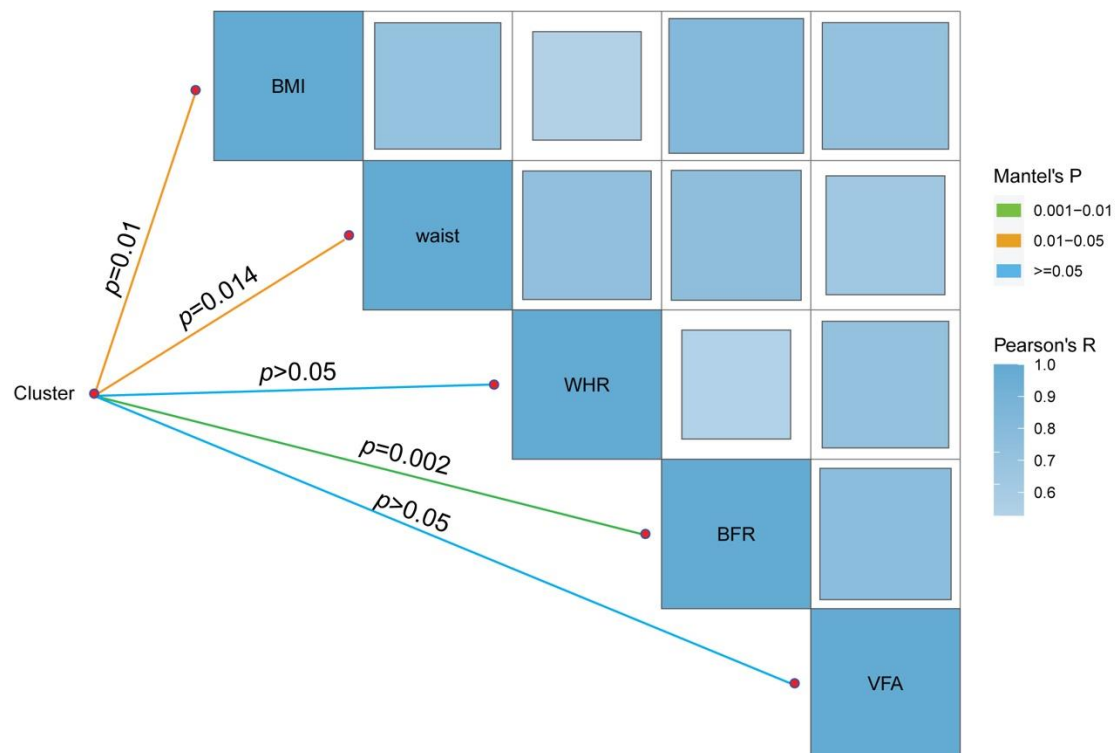 BMI
waist
WHR
BFR
VFA
Cluster
p=0.01
p=0.014
p>0.05
p=0.002
p>0.05
Mantel's P
0.001−0.01
0.01−0.05
>=0.05
Pearson's R
1.0
0.9
0.8
0.7
0.6